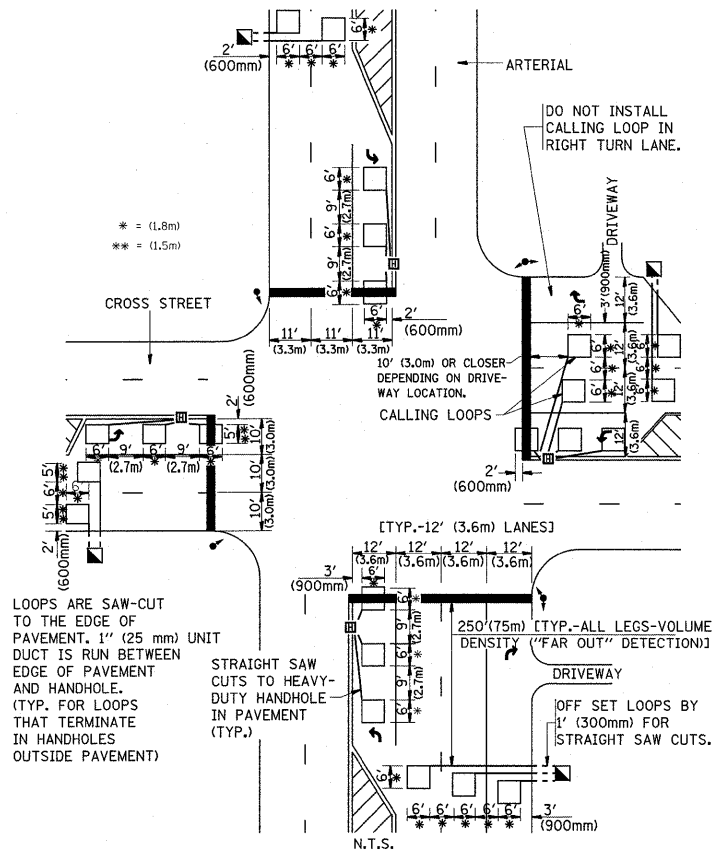 6' 6' 6'
* * *
6' *
2'
(600mm)
ARTERIAL
DO NOT INSTALL
CALLING LOOP IN
RIGHT TURN LANE.
DRIVEWAY
* = (1.8m)
** = (1.5m)
6' *
9'
(2.7m)
6' *
9'
(2.7m)
6' *
H
6'
*
2'
(600mm)
11' 11' 11'
(3.3m) (3.3m) (3.3m)
CROSS STREET
3' (900mm)
12'
(3.6m)
6'
*
6' *
6' *
6' *
12'
(3.6m)
12'
(3.6m)
12'
(3.6m)
6' *
6' *
6' *
10' (3.0m) OR CLOSER
DEPENDING ON DRIVE-
WAY LOCATION.
CALLING LOOPS
H
2'
(600mm)
2'
(600mm)
H
5' **
10'
(3.0m)
10'
(3.0m)
10'
(3.0m)
6' 9' 6' 9' 6'
* (2.7m) * (2.7m)
5' **
6' *
5' **
6'
*
2'
(600mm)
[TYP.-12' (3.6m) LANES]
12' 12' 12' 12'
(3.6m) (3.6m) (3.6m) (3.6m)
6'
*
3'
(900mm)
H
6' *
9'
(2.7m)
6' *
9'
(2.7m)
6' *
250'(75m) [TYP.-ALL LEGS-VOLUME
DENSITY ("FAR OUT" DETECTION)]
DRIVEWAY
LOOPS ARE SAW-CUT
TO THE EDGE OF
PAVEMENT. 1" (25 mm) UNIT
DUCT IS RUN BETWEEN
EDGE OF PAVEMENT
AND HANDHOLE.
(TYP. FOR LOOPS
THAT TERMINATE
IN HANDHOLES
OUTSIDE PAVEMENT)
STRAIGHT SAW
CUTS TO HEAVY-
DUTY HANDHOLE
IN PAVEMENT
(TYP.)
OFF SET LOOPS BY
1' (300mm) FOR
STRAIGHT SAW CUTS.
6' *
6' 6' 6' 6' 6'
* * * * *
3'
(900mm)
N.T.S.